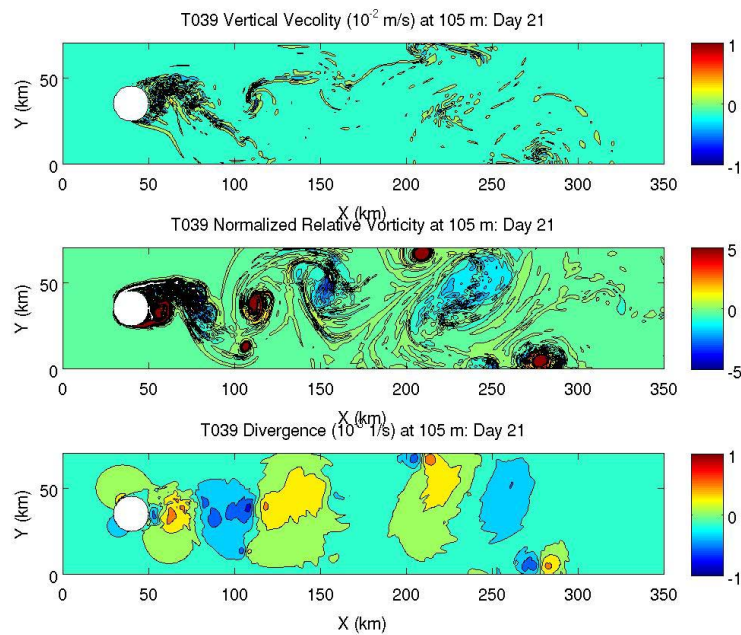 T039 Vertical Vecolity (10-2 m/s) at 105 m: Day 21
Y (km)
50
0
0 50 100 150 200 250 300 350
X (km)
1
0
-1
T039 Normalized Relative Vorticity at 105 m: Day 21
Y (km)
50
0
0 50 100 150 200 250 300 350
X (km)
5
0
-5
T039 Divergence (10 1/s) at 105 m: Day 21
Y (km)
50
0
0 50 100 150 200 250 300 350
X (km)
1
0
-1